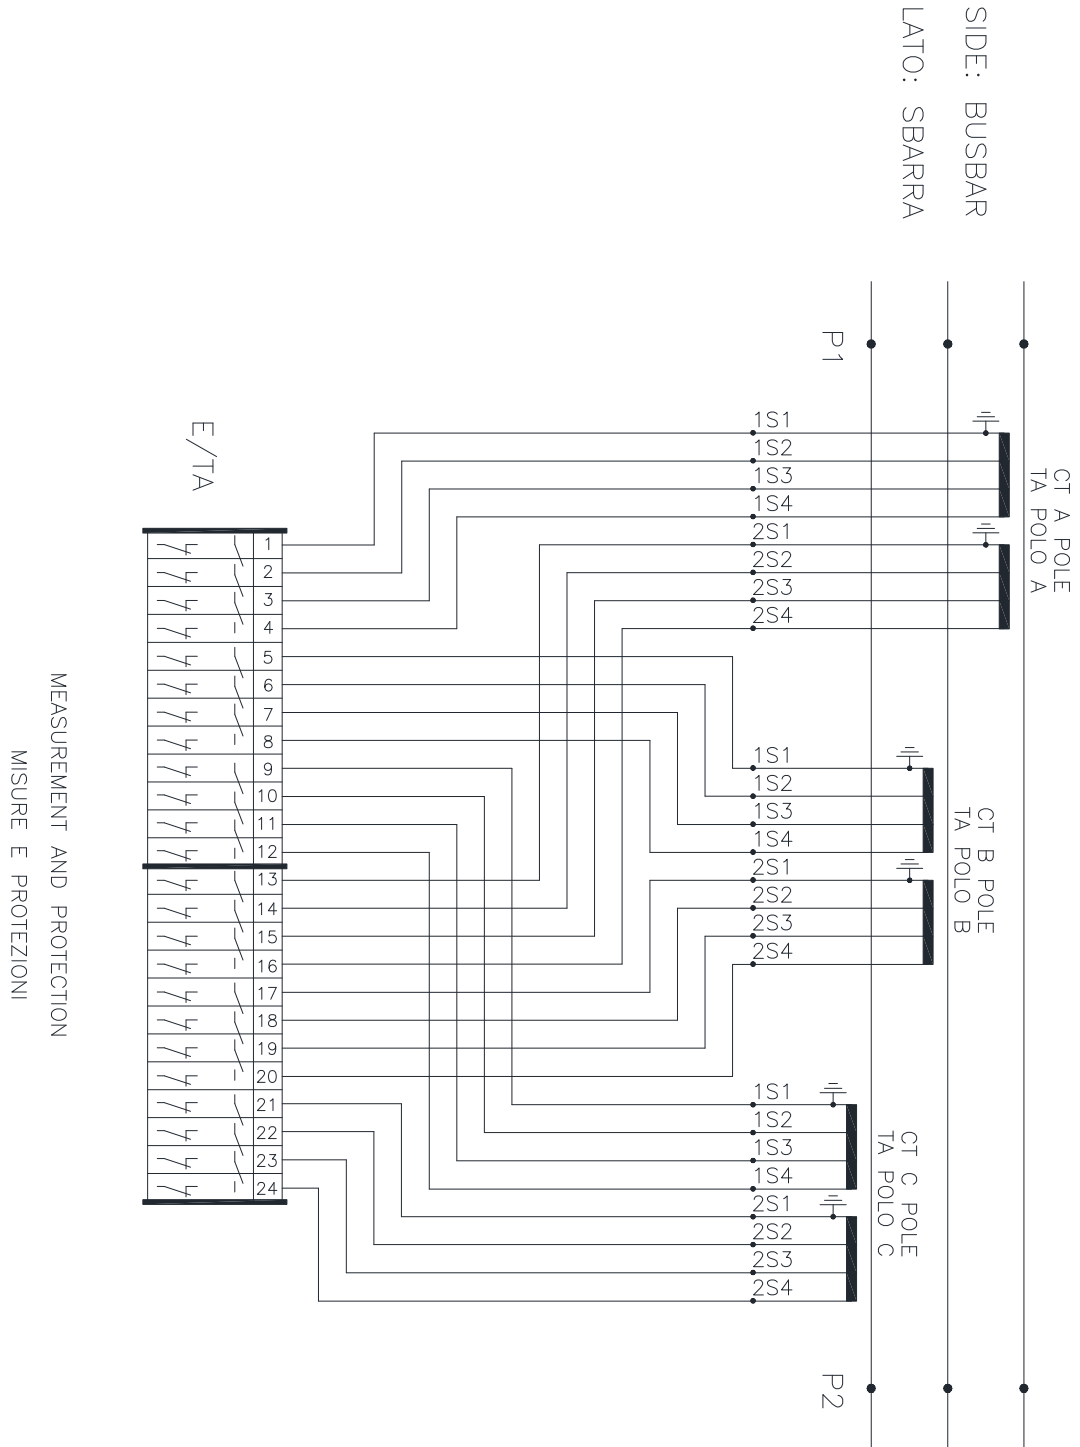 SIDE: BUSBAR
LATO: SBARRA
P1
CT A POLE
TA POLO A
1S1
1S2
1S3
1S4
2S1
2S2
2S3
2S4
CT B POLE
TA POLO B
1S1
1S2
1S3
1S4
2S1
2S2
2S3
2S4
CT C POLE
TA POLO C
1S1
1S2
1S3
1S4
2S1
2S2
2S3
2S4
P2
E/TA
1
2
3
4
5
6
7
8
9
10
11
12
13
14
15
16
17
18
19
20
21
22
23
24
MEASUREMENT AND PROTECTION
MISURE E PROTEZIONI